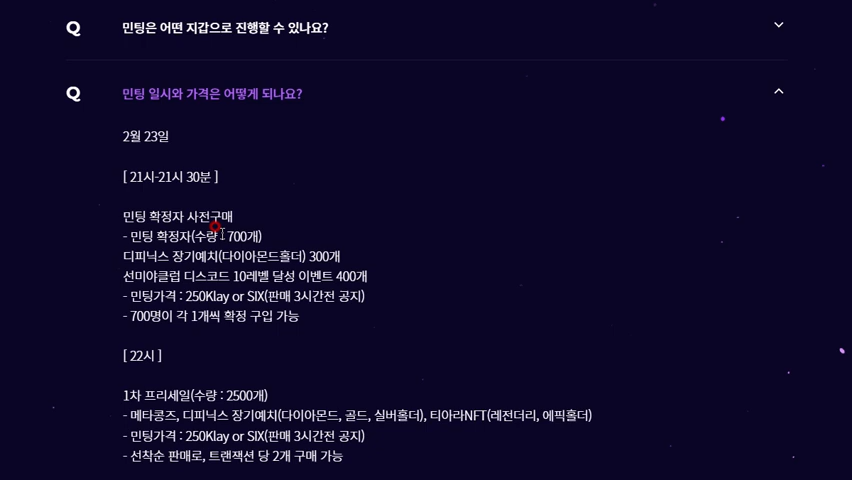 Q 민팅은 어떤 지갑으로 진행할 수 있나요?
Q 민팅 일시와 가격은 어떻게 되나요?
2월 23일
[ 21시-21시 30분 ]
민팅 확정자 사전구매
- 민팅 확정자(수량 : 700개)
디피닉스 장기예치(다이아몬드홀더) 300개
선미야클럽 디스코드 10레벨 달성 이벤트 400개
- 민팅가격 : 250Klay or SIX(판매 3시간전 공지)
- 700명이 각 1개씩 확정 구입 가능
[ 22시 ]
1차 프리세일(수량 : 2500개)
- 메타콩즈, 디피닉스 장기예치(다이아몬드, 골드, 실버홀더), 티아라NFT(레전더리, 에픽홀더)
- 민팅가격 : 250Klay or SIX(판매 3시간전 공지)
- 선착순 판매로, 트랜잭션 당 2개 구매 가능